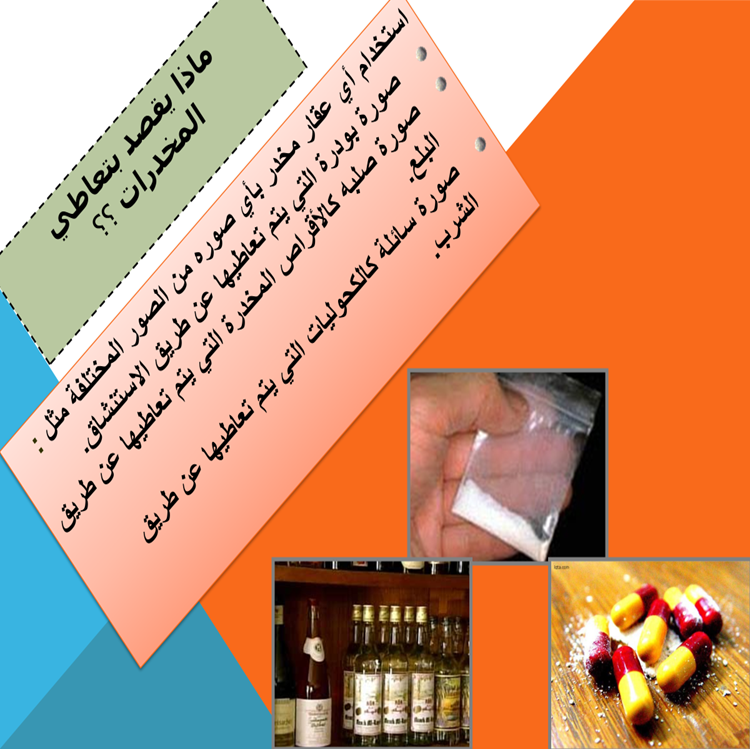 ماذا يقصد بتعاطي
المخدرات ؟؟
استخدام أي عقار مخدر بأي صوره من الصور المختلفة مثل :
صورة بودرة التي يتم تعاطيها عن طريق الاستنشاق.
صورة صلبه كالأقراص المخدرة التي يتم تعاطيها عن طريق
البلع.
صورة سائلة كالكحوليات التي يتم تعاطيها عن طريق
الشرب.